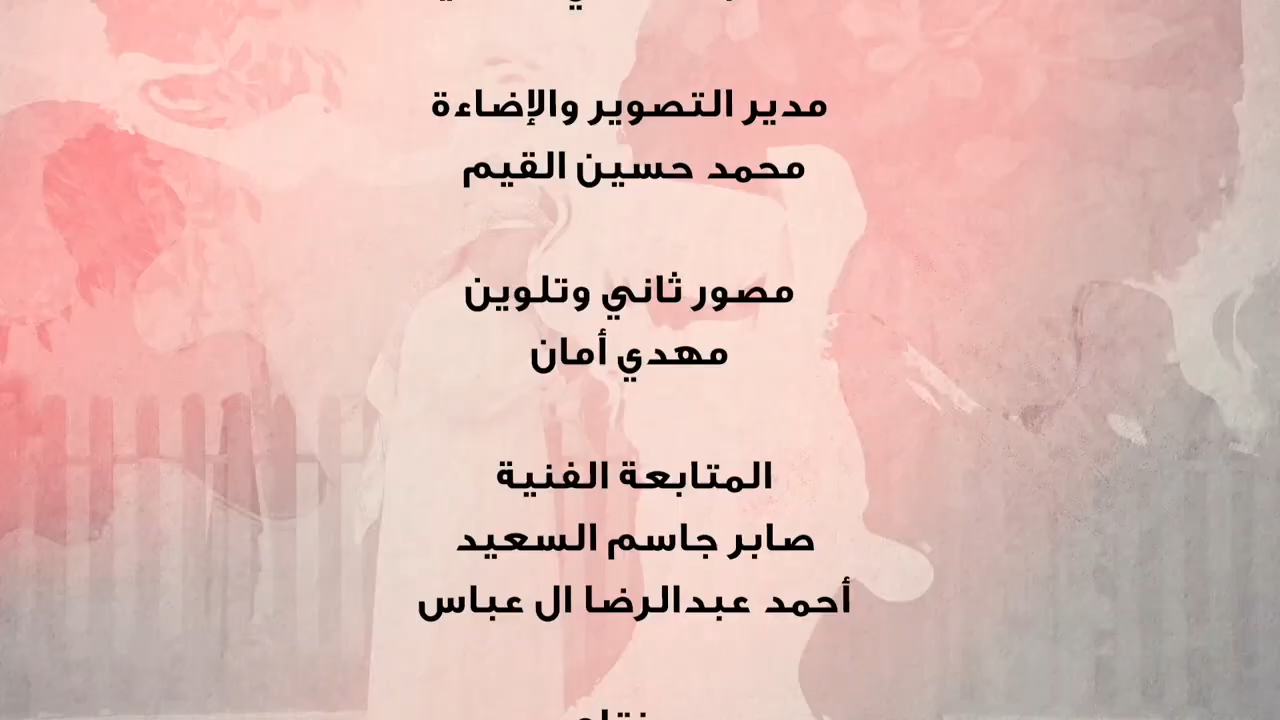 مدير التصوير والإضاءة
محمد حسين القيم
مصور ثاني وتلوين
مهدي أمان
المتابعة الفنية
صابر جاسم السعيد
أحمد عبدالرضا ال عباس